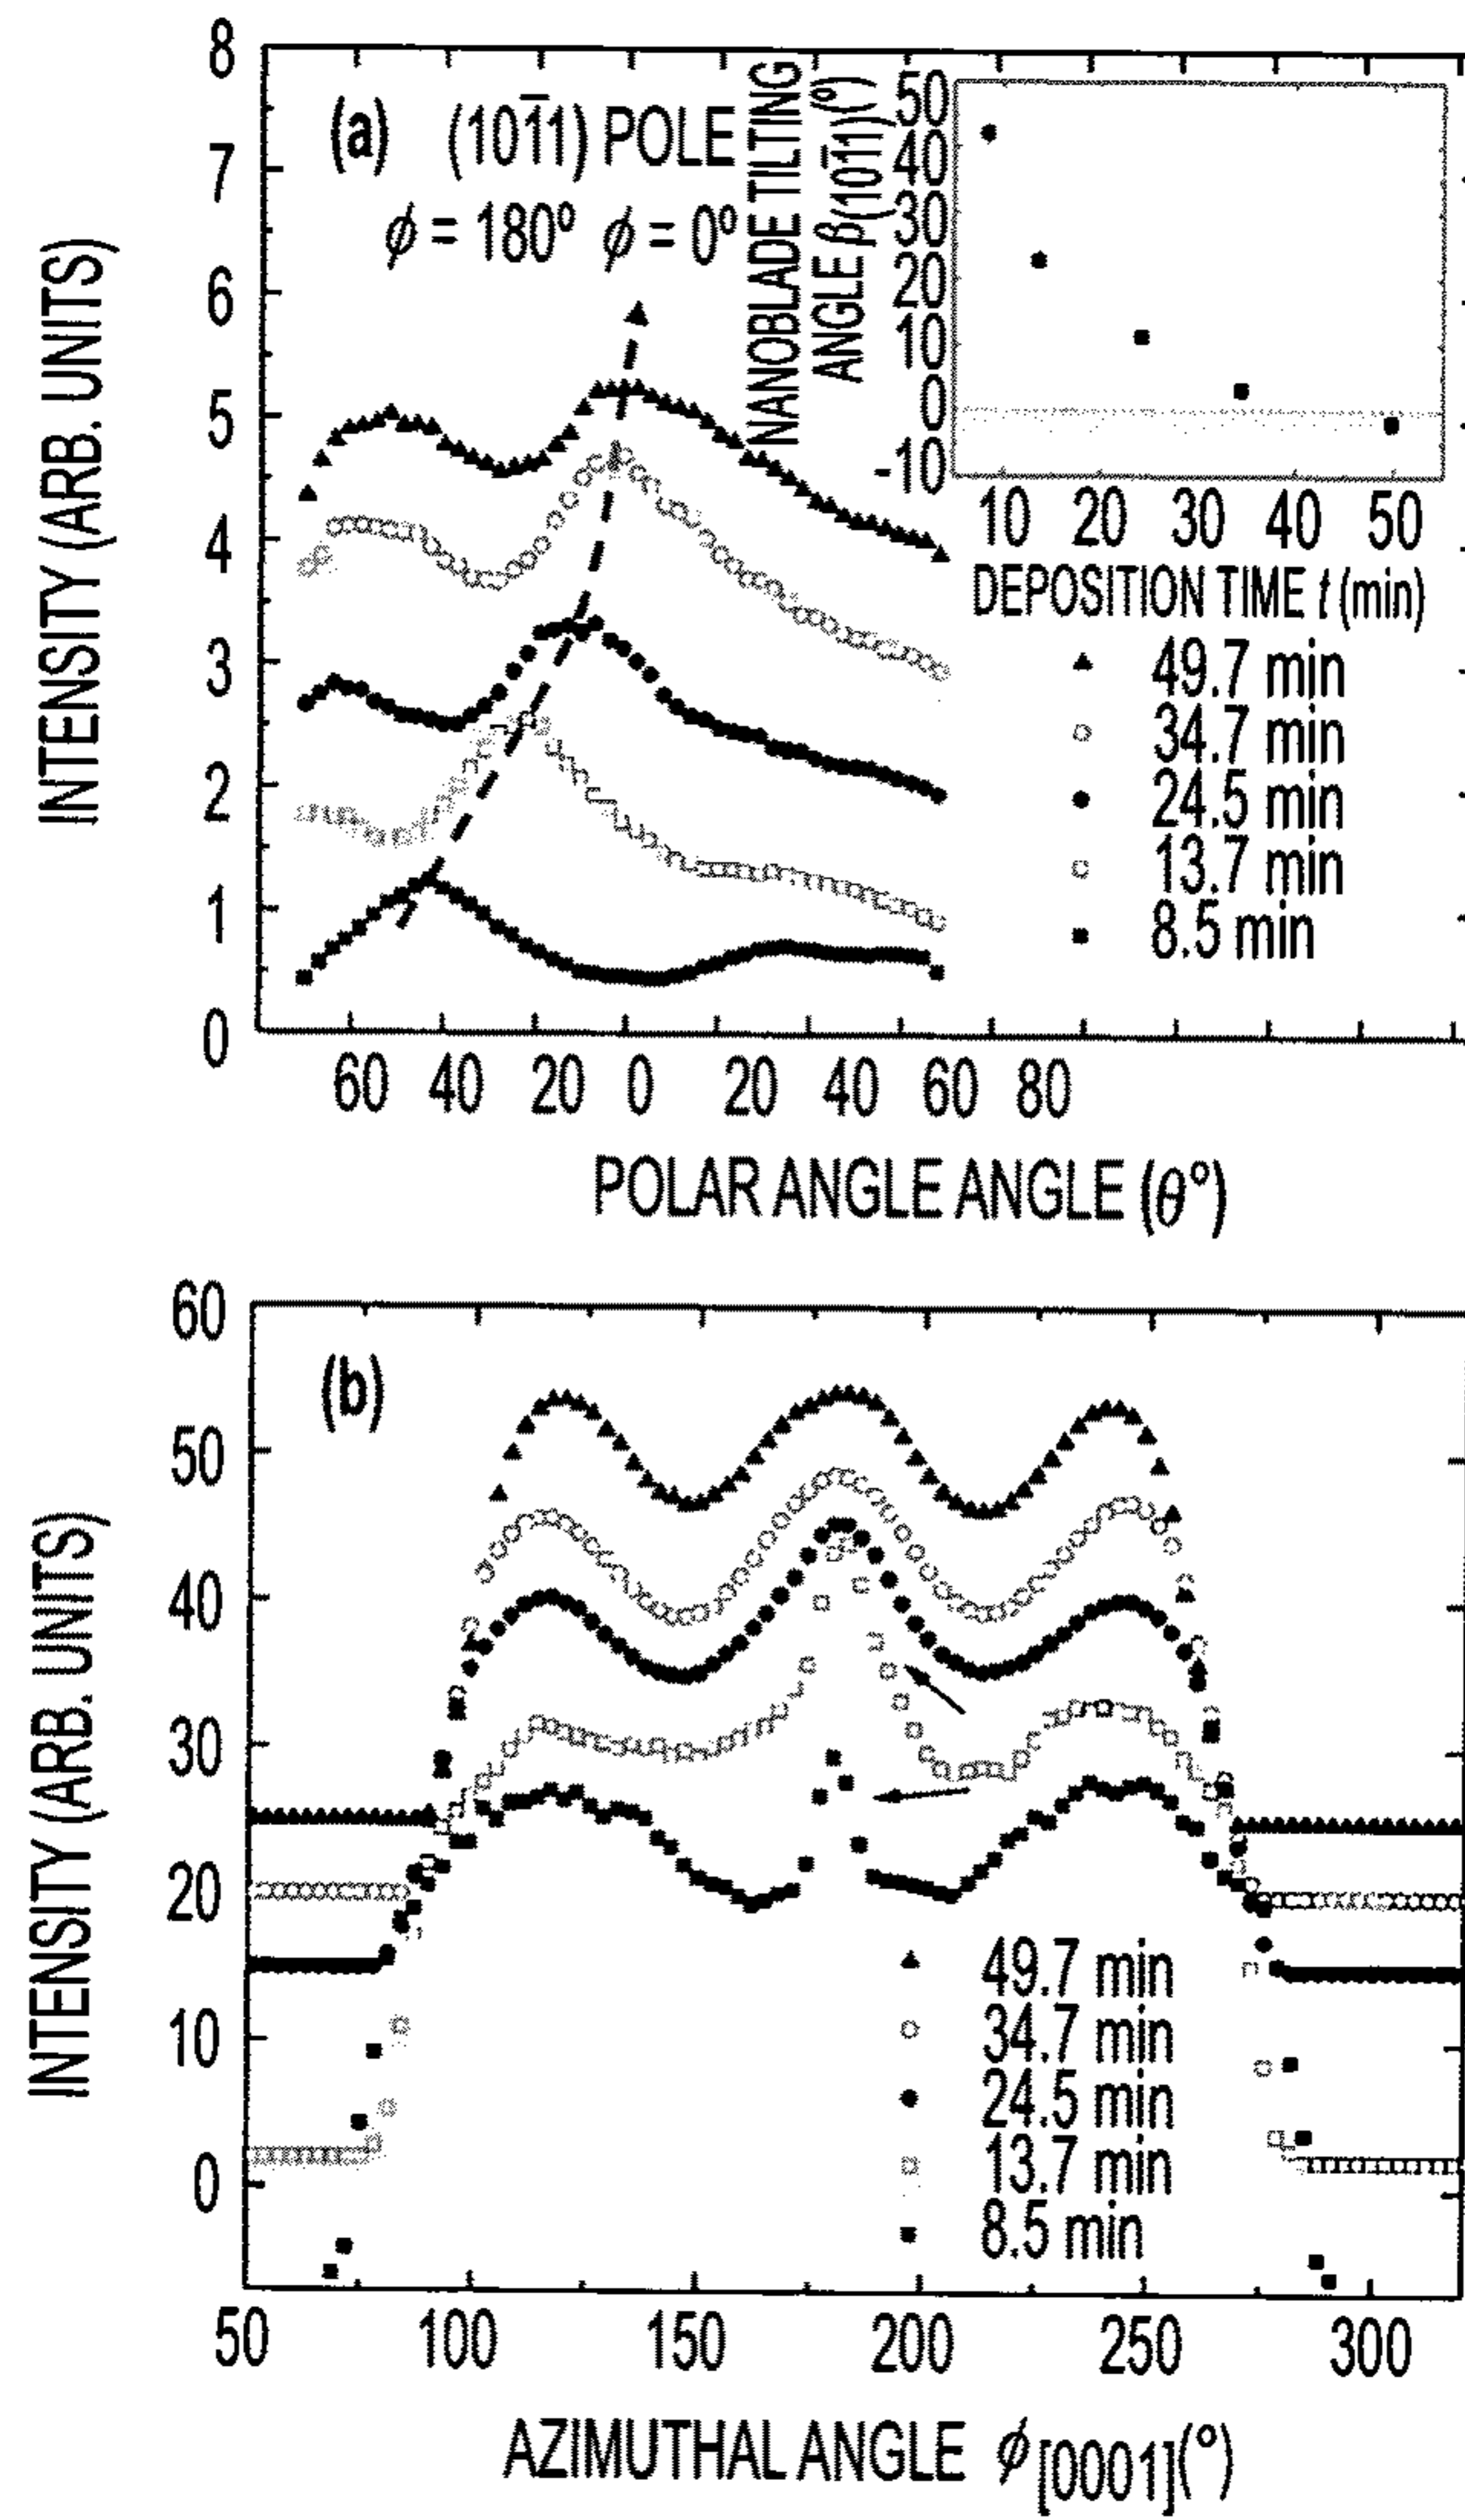 8
7
6
5
4
3
2
1
0
INTENSITY (ARB. UNITS)
(a) (101̅1) POLE
ϕ = 180º ϕ = 0º
NANOBLADE TILTING
ANGLE β(101̅1)(°)
50
40
30
20
10
0
-10
10 20 30 40 50
DEPOSITION TIME t (min)
49.7 min
34.7 min
24.5 min
13.7 min
8.5 min
60 40 20 0 20 40 60 80
POLAR ANGLE ANGLE (θ°)
60
50
40
30
20
10
0
INTENSITY (ARB. UNITS)
(b)
49.7 min
34.7 min
24.5 min
13.7 min
8.5 min
50 100 150 200 250 300
AZIMUTHAL ANGLE ϕ[0001](°)